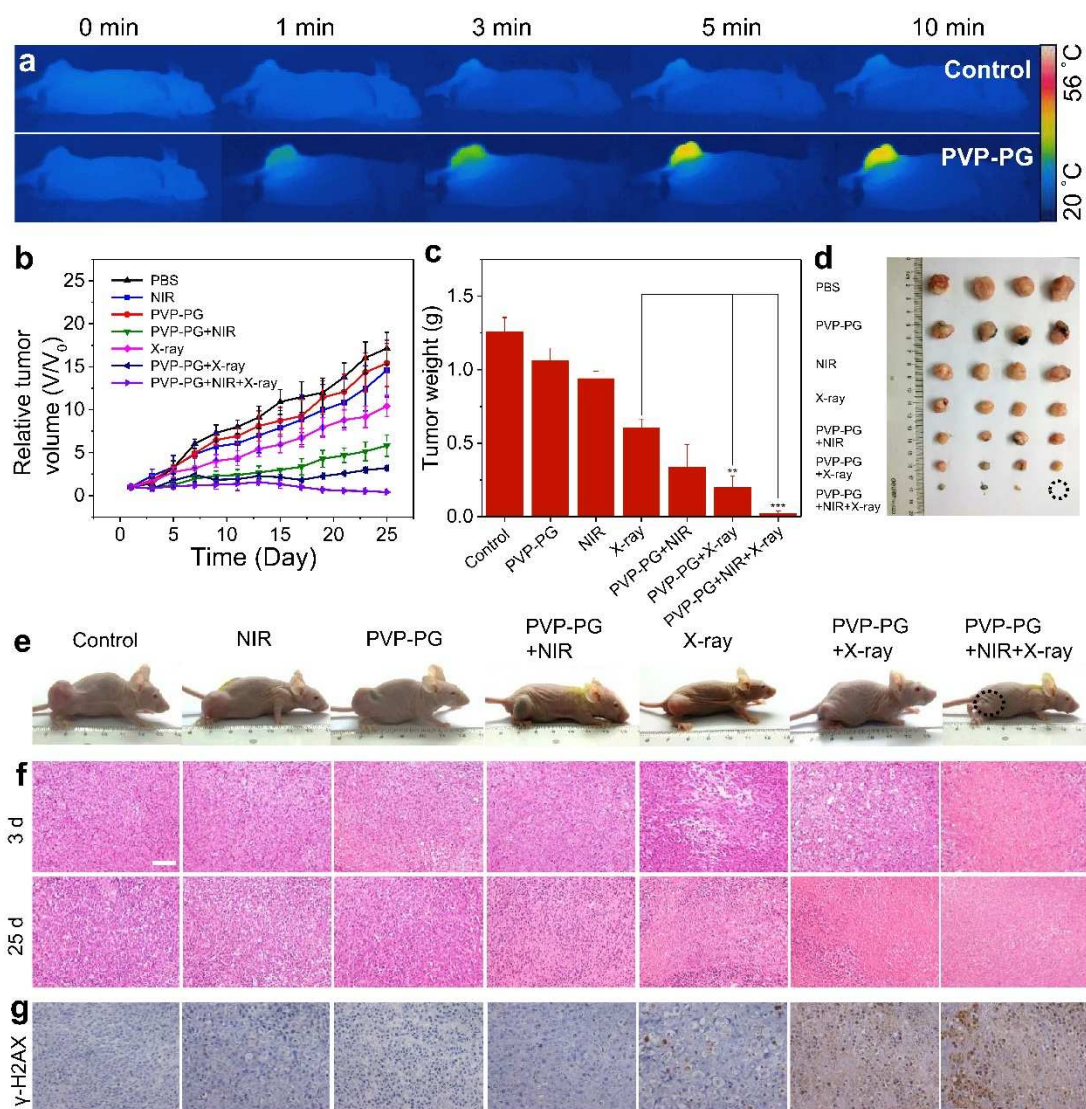 0 min 1 min 3 min 5 min 10 min
a
Control
PVP-PG
56 °C
20 °C
b
Relative tumor
volume (V/V0)
25
20
15
10
5
0
PBS
NIR
PVP-PG
PVP-PG+NIR
X-ray
PVP-PG+X-ray
PVP-PG+NIR+X-ray
0 5 10 15 20 25
Time (Day)
c
Tumor weight (g)
1.5
1.0
0.5
0.0
**
***
Control
PVP-PG
NIR
X-ray
PVP-PG+NIR
PVP-PG+X-ray
PVP-PG+NIR+X-ray
d
PBS
PVP-PG
NIR
X-ray
PVP-PG
+NIR
PVP-PG
+X-ray
PVP-PG
+NIR+X-ray
e
Control
NIR
PVP-PG
PVP-PG
+NIR
X-ray
PVP-PG
+X-ray
PVP-PG
+NIR+X-ray
f
3 d
25 d
g
γ-H2AX